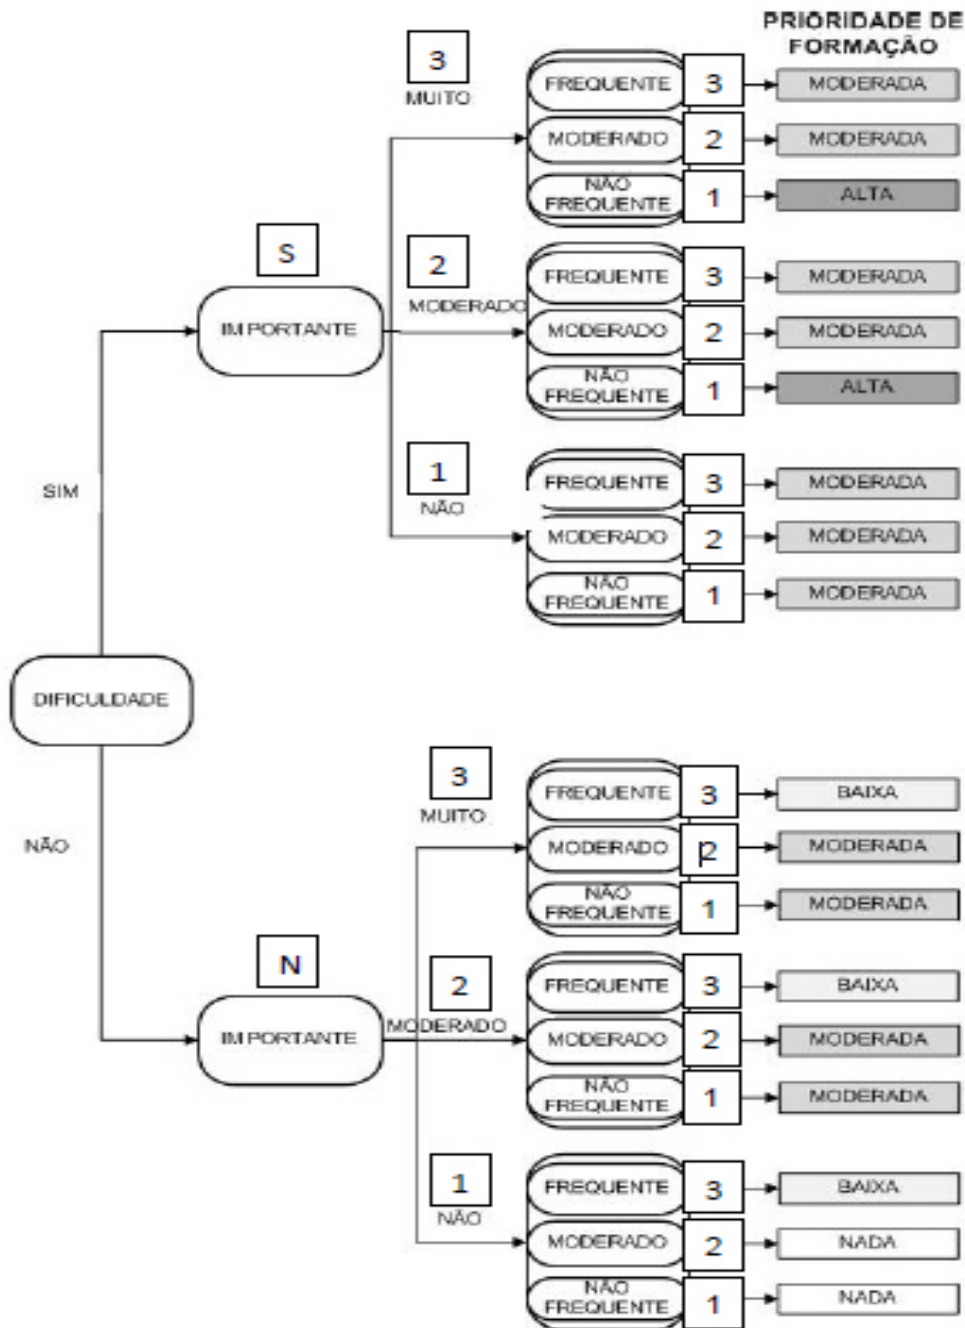 PRIORIDADE DE
FORMAÇÃO
3
MUITO
FREQUENTE 3 MODERADA
MODERADO 2 MODERADA
NÃO
FREQUENTE 1 ALTA
S
IMPORTANTE
2
MODERADO
FREQUENTE 3 MODERADA
MODERADO 2 MODERADA
NÃO
FREQUENTE 1 ALTA
SIM
1
NÃO
FREQUENTE 3 MODERADA
MODERADO 2 MODERADA
NÃO
FREQUENTE 1 MODERADA
DIFICULDADE
NÃO
3
MUITO
FREQUENTE 3 BAIXA
MODERADO 2 MODERADA
NÃO
FREQUENTE 1 MODERADA
N
IMPORTANTE
2
MODERADO
FREQUENTE 3 BAIXA
MODERADO 2 MODERADA
NÃO
FREQUENTE 1 MODERADA
1
NÃO
FREQUENTE 3 BAIXA
MODERADO 2 NADA
NÃO
FREQUENTE 1 NADA